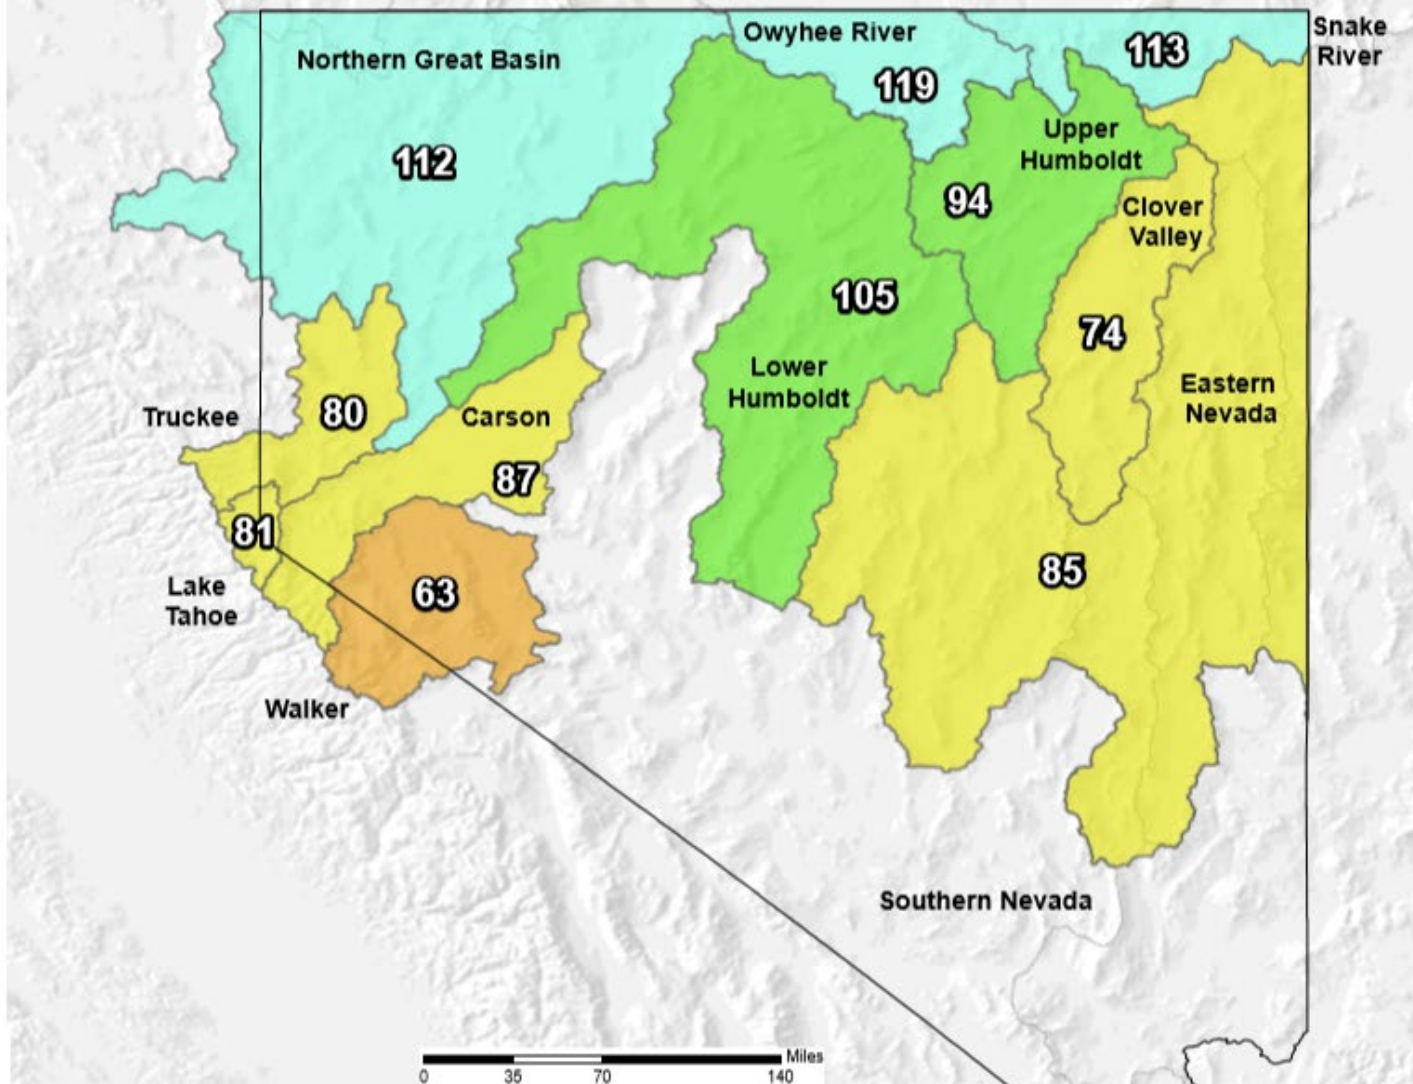 Snake
River
Owyhee River
Northern Great Basin
113
119
Upper
Humboldt
112
94
Clover
Valley
105
74
Lower
Humboldt
Eastern
Nevada
Truckee
80
Carson
87
81
85
Lake
Tahoe
63
Walker
Southern Nevada
Miles
0 35 70 140